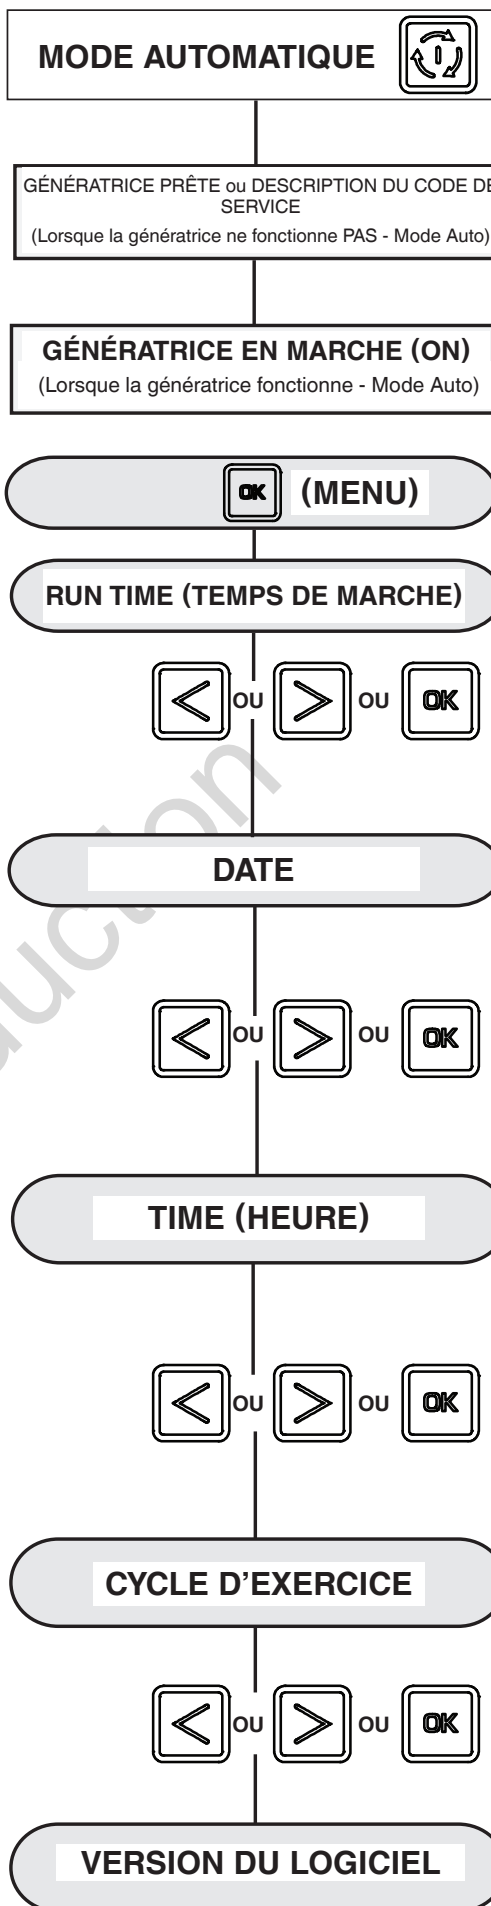 MODE AUTOMATIQUE
GÉNÉRATRICE PRÊTE ou DESCRIPTION DU CODE DE
SERVICE
(Lorsque la génératrice ne fonctionne PAS - Mode Auto)
GÉNÉRATRICE EN MARCHE (ON)
(Lorsque la génératrice fonctionne - Mode Auto)
OK (MENU)
RUN TIME (TEMPS DE MARCHE)
< OU > OU OK
DATE
< OU > OU OK
TIME (HEURE)
< OU > OU OK
CYCLE D'EXERCICE
< OU > OU OK
VERSION DU LOGICIEL
uction